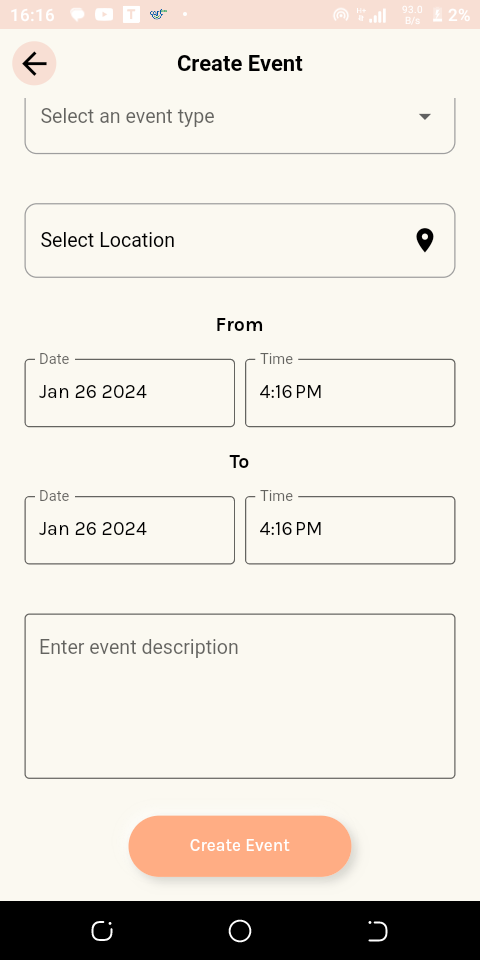 16:16 T H+ 93.0 B/s 2%
Create Event
Select an event type
Select Location
From
Date Time
Jan 26 2024 4:16 PM
To
Date Time
Jan 26 2024 4:16 PM
Enter event description
Create Event